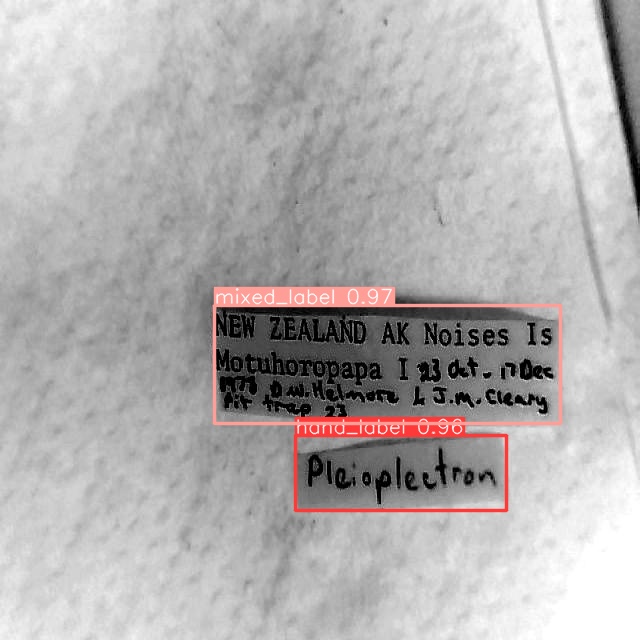 mixed_label 0.97
NEW ZEALAND AK Noises Is
Motuhoropapa I 23 Oct - 17 Dec
D.W. Helmore & J.M. Cleary
Pit trap 23
hand_label 0.96
Pleioplectron